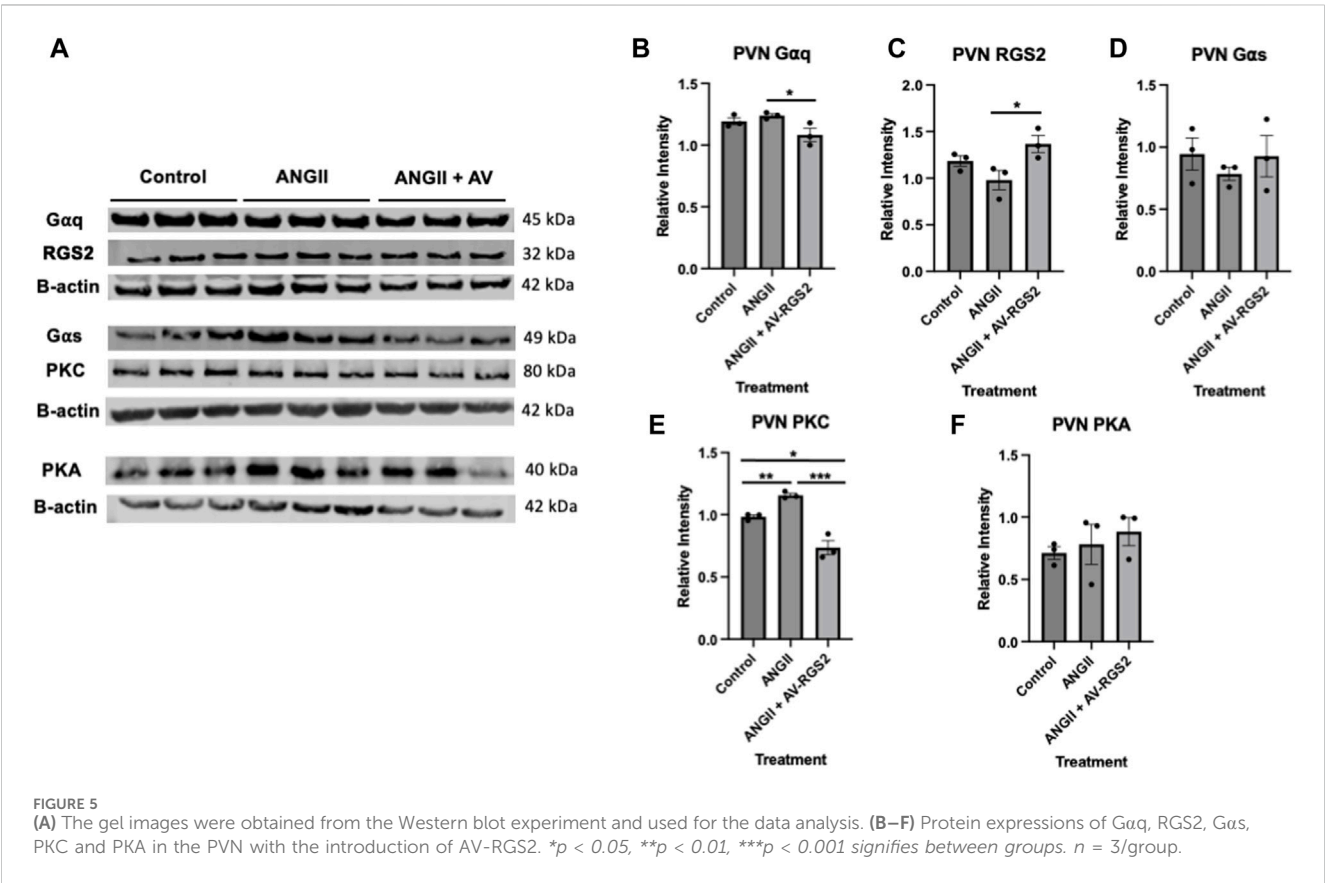 A
Control ANGII ANGII + AV
Gαq 45 kDa
RGS2 32 kDa
B-actin 42 kDa
Gαs 49 kDa
PKC 80 kDa
B-actin 42 kDa
PKA 40 kDa
B-actin 42 kDa
B
PVN Gαq
Relative Intensity
1.5
1.0
0.5
0.0
*
Control
ANGII
ANGII + AV-RGS2
Treatment
C
PVN RGS2
Relative Intensity
2.0
1.5
1.0
0.5
0.0
*
Control
ANGII
ANGII + AV-RGS2
Treatment
D
PVN Gαs
Relative Intensity
1.5
1.0
0.5
0.0
Control
ANGII
ANGII + AV-RGS2
Treatment
E
PVN PKC
Relative Intensity
1.5
1.0
0.5
0.0
*
** ***
Control
ANGII
ANGII + AV-RGS2
Treatment
F
PVN PKA
Relative Intensity
1.5
1.0
0.5
0.0
Control
ANGII
ANGII + AV-RGS2
Treatment
FIGURE 5
(A) The gel images were obtained from the Western blot experiment and used for the data analysis. (B–F) Protein expressions of Gαq, RGS2, Gαs,
PKC and PKA in the PVN with the introduction of AV-RGS2. *p < 0.05, **p < 0.01, ***p < 0.001 signifies between groups. n = 3/group.